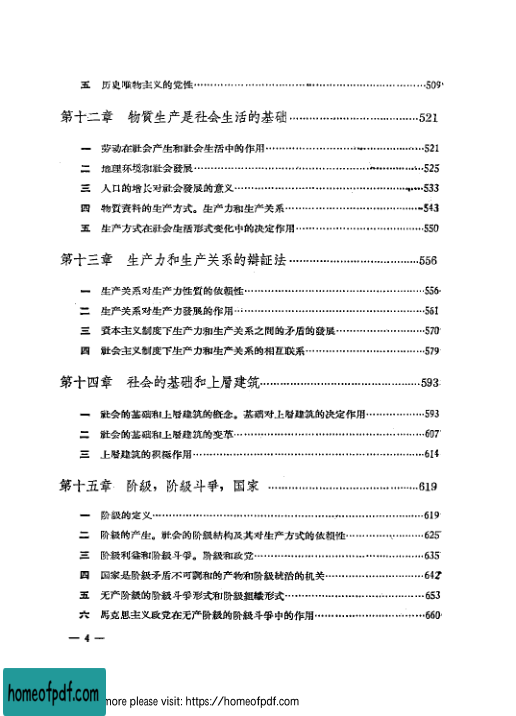 五 历史唯物主义的党性……509
第十二章 物質生产是社会生活的基础……521
一 劳动在社会产生和社会生活中的作用……521
二 地理环境和社会發展……525
三 人口的增长对社会發展的意义……533
四 物質資料的生产方式。生产力和生产关系……543
五 生产方式在社会生活形式变化中的决定作用……550
第十三章 生产力和生产关系的辯証法……556
一 生产关系对生产力性質的依賴性……556
二 生产关系对生产力發展的作用……561
三 資本主义制度下生产力和生产关系之間的矛盾的發展……570
四 社会主义制度下生产力和生产关系的相互联系……579
第十四章 社会的基础和上層建筑……593
一 社会的基础和上層建筑的概念。基础对上層建筑的决定作用……593
二 社会的基础和上層建筑的变革……607
三 上層建筑的积極作用……614
第十五章 阶級，阶級斗爭，国家……619
一 阶級的定义……619
二 阶級的产生。社会的阶級結构及其对生产方式的依賴性……625
三 阶級利益和阶級斗爭。阶級和政党……635
四 国家是阶級矛盾不可調和的产物和阶級統治的机关……642
五 无产阶級的阶級斗爭形式和阶級組織形式……653
六 馬克思主义政党在无产阶級的阶級斗爭中的作用……660
— 4 —
homeofpdf.com
more please visit: https://homeofpdf.com